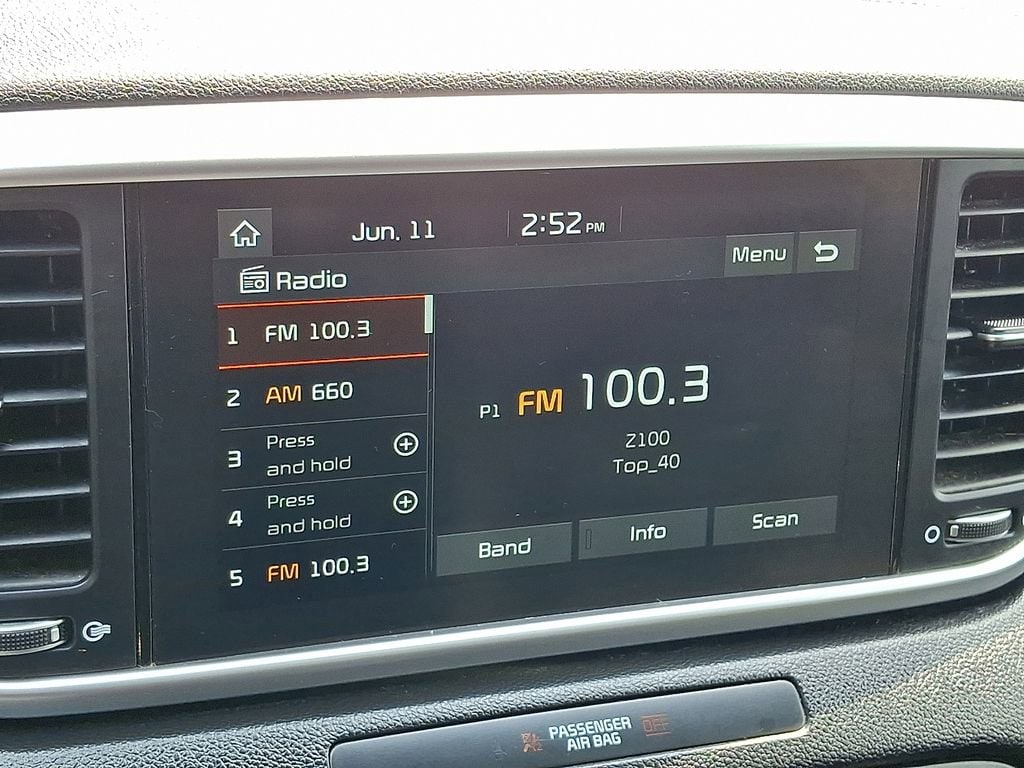 Jun. 11
2:52 PM
Menu
Radio
1 FM 100.3
2 AM 660
3 Press
and hold
4 Press
and hold
5 FM 100.3
P1 FM 100.3
Z100
Top_40
Band
Info
Scan
PASSENGER
AIR BAG
OFF